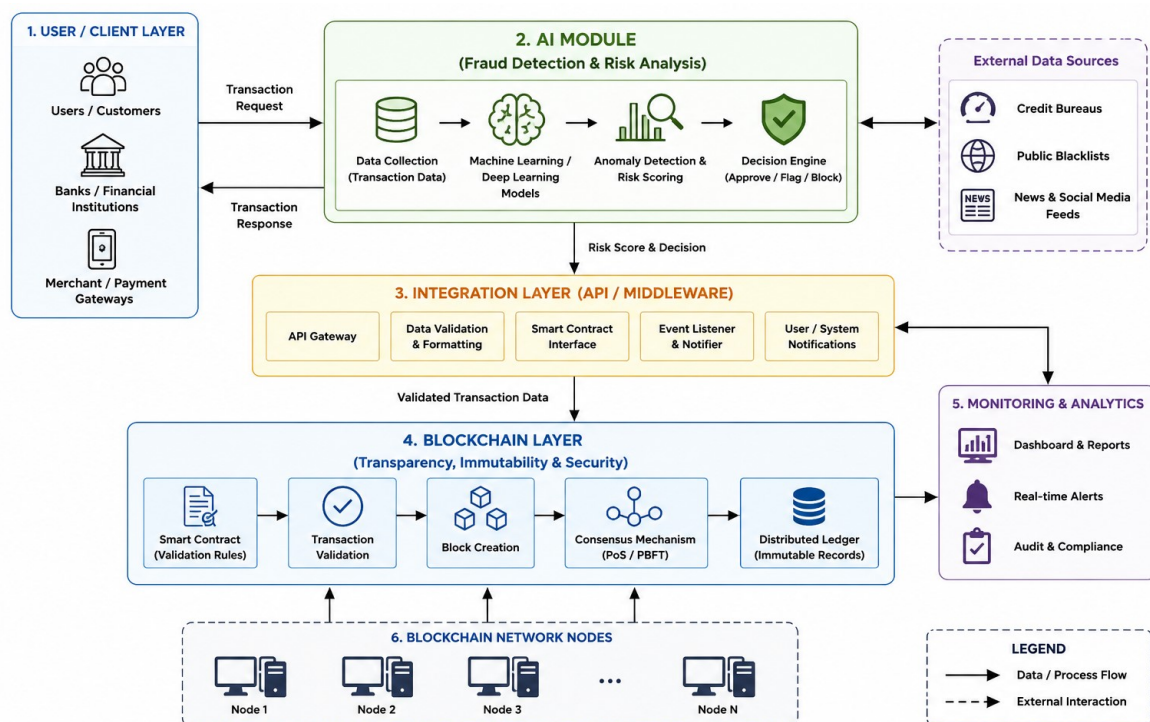 1. USER / CLIENT LAYER
Users / Customers
Banks / Financial
Institutions
Merchant / Payment
Gateways
Transaction
Request
Transaction
Response
2. AI MODULE
(Fraud Detection & Risk Analysis)
Data Collection
(Transaction Data)
Machine Learning /
Deep Learning
Models
Anomaly Detection &
Risk Scoring
Decision Engine
(Approve / Flag / Block)
External Data Sources
Credit Bureaus
Public Blacklists
NEWS
News & Social Media
Feeds
Risk Score & Decision
3. INTEGRATION LAYER (API / MIDDLEWARE)
API Gateway
Data Validation
& Formatting
Smart Contract
Interface
Event Listener
& Notifier
User / System
Notifications
Validated Transaction Data
4. BLOCKCHAIN LAYER
(Transparency, Immutability & Security)
Smart Contract
(Validation Rules)
Transaction
Validation
Block Creation
Consensus Mechanism
(PoS / PBFT)
Distributed Ledger
(Immutable Records)
5. MONITORING & ANALYTICS
Dashboard & Reports
Real-time Alerts
Audit & Compliance
6. BLOCKCHAIN NETWORK NODES
Node 1
Node 2
Node 3
...
Node N
LEGEND
Data / Process Flow
External Interaction